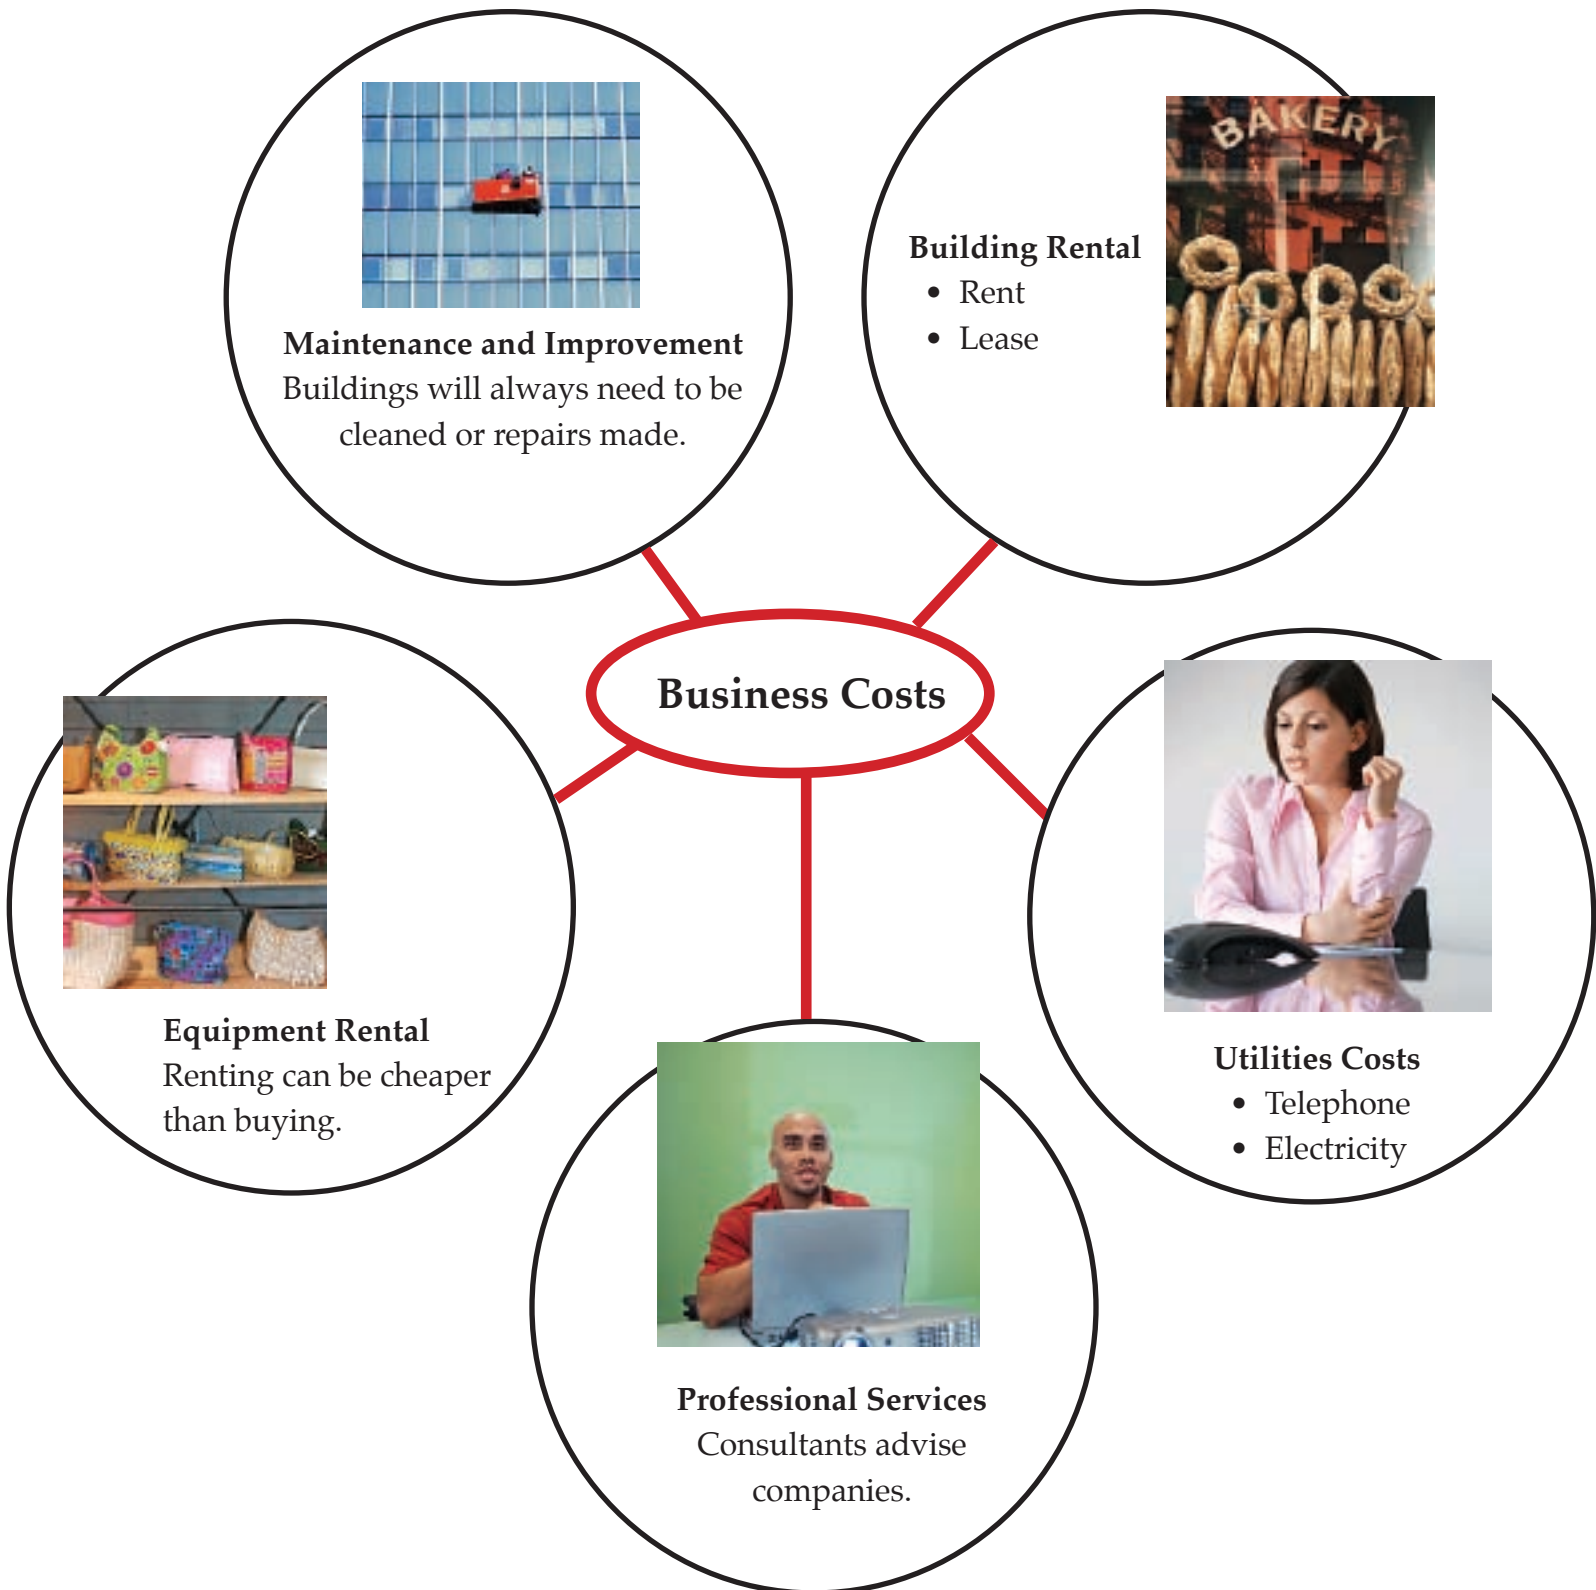 Maintenance and Improvement
Buildings will always need to be
cleaned or repairs made.
BAKERY
Building Rental
• Rent
• Lease
Business Costs
Equipment Rental
Renting can be cheaper
than buying.
Utilities Costs
• Telephone
• Electricity
Professional Services
Consultants advise
companies.